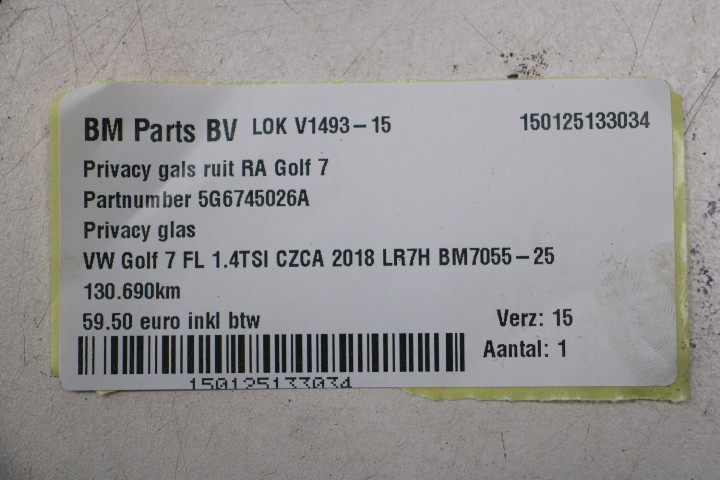 BM Parts BV LOK V1493-15 150125133034
Privacy gals ruit RA Golf 7
Partnumber 5G6745026A
Privacy glas
VW Golf 7 FL 1.4TSI CZCA 2018 LR7H BM7055-25
130.690km
59.50 euro inkl btw Verz: 15
Aantal: 1
150125133034